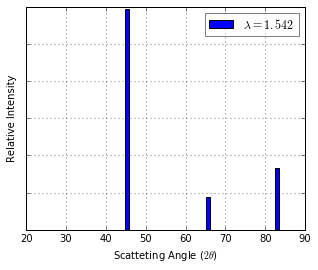 λ = 1.542
Relative Intensity
20 30 40 50 60 70 80 90
Scatteting Angle (2θ)